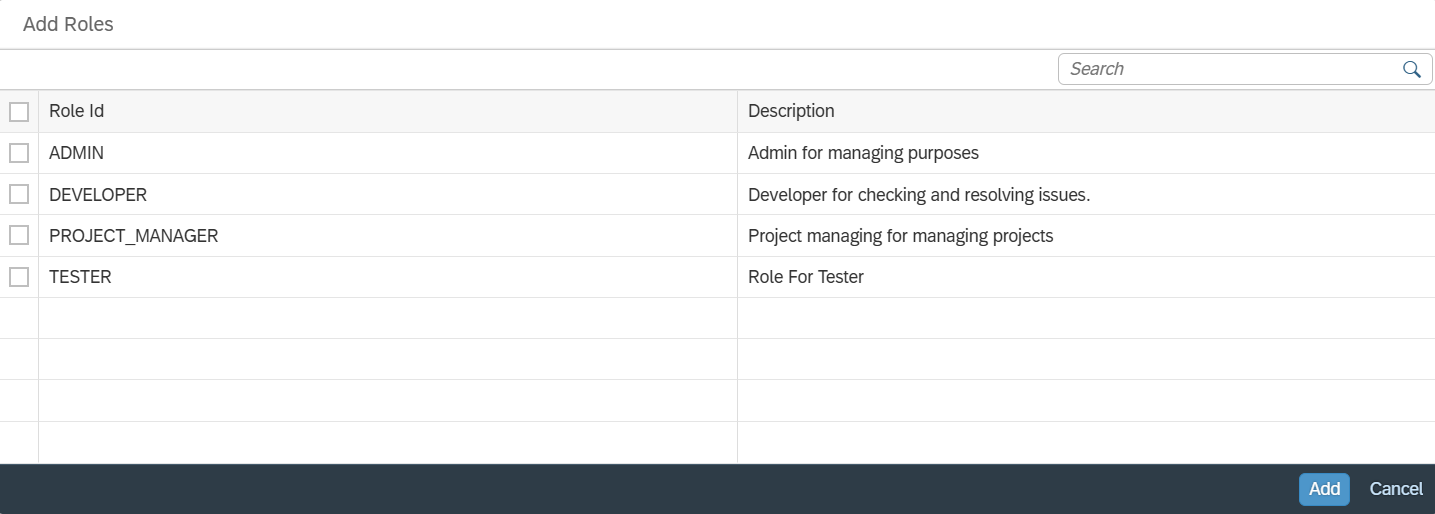 Add Roles
Search
Role Id Description
ADMIN Admin for managing purposes
DEVELOPER Developer for checking and resolving issues.
PROJECT_MANAGER Project managing for managing projects
TESTER Role For Tester
Add Cancel